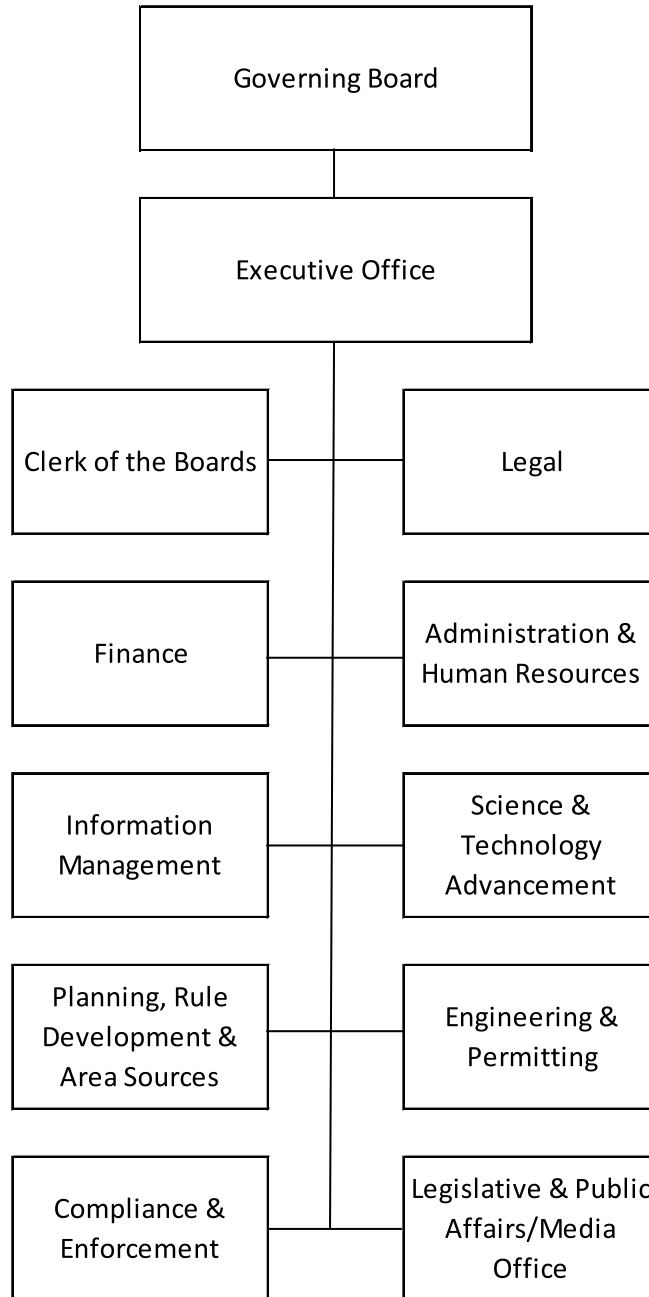 Governing Board
Executive Office
Clerk of the Boards
Legal
Finance
Administration &
Human Resources
Information
Management
Science &
Technology
Advancement
Planning, Rule
Development &
Area Sources
Engineering &
Permitting
Compliance &
Enforcement
Legislative & Public
Affairs/Media
Office